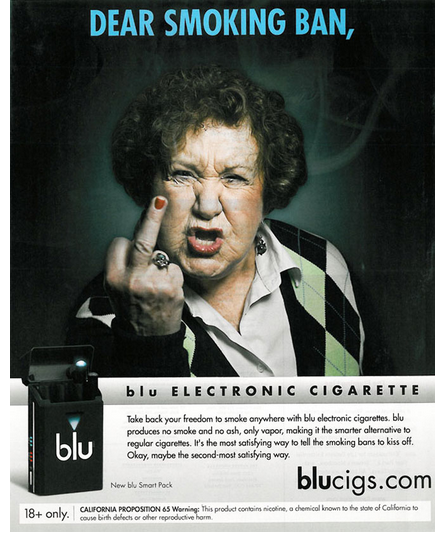 DEAR SMOKING BAN,
blu ELECTRONIC CIGARETTE
Take back your freedom to smoke anywhere with blu electronic cigarettes. blu
produces no smoke and no ash, only vapor, making it the smarter alternative to
regular cigarettes. It's the most satisfying way to tell the smoking bans to kiss off.
Okay, maybe the second-most satisfying way.
blu
New blu Smart Pack
blucigs.com
18+ only.
CALIFORNIA PROPOSITION 65 Warning: This product contains nicotine, a chemical known to the state of California to
cause birth defects or other reproductive harm.